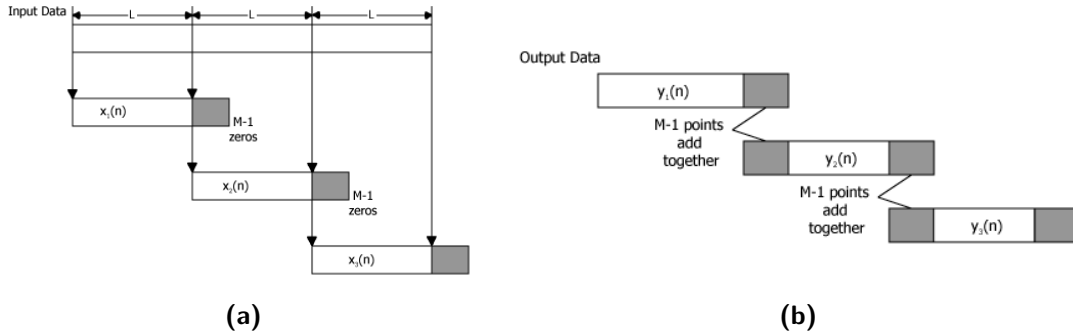 Input Data
L L L
x₁(n)
M-1
zeros
x₂(n)
M-1
zeros
x₃(n)
(a)
Output Data
y₁(n)
M-1 points
add
together
y₂(n)
M-1 points
add
together
y₃(n)
(b)